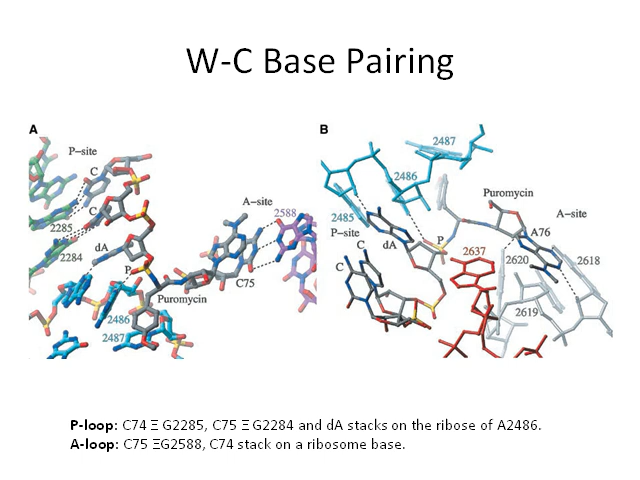 W-C Base Pairing
A
P-site
C
C
2285
2284
dA
P
A-site
2588
C75
Puromycin
2486
2487
B
2487
2486
2485
P-site
dA
C
C
P
Puromycin
A-site
A76
2637
2620
2618
2619
P-loop: C74 Ξ G2285, C75 Ξ G2284 and dA stacks on the ribose of A2486.
A-loop: C75 ΞG2588, C74 stack on a ribosome base.